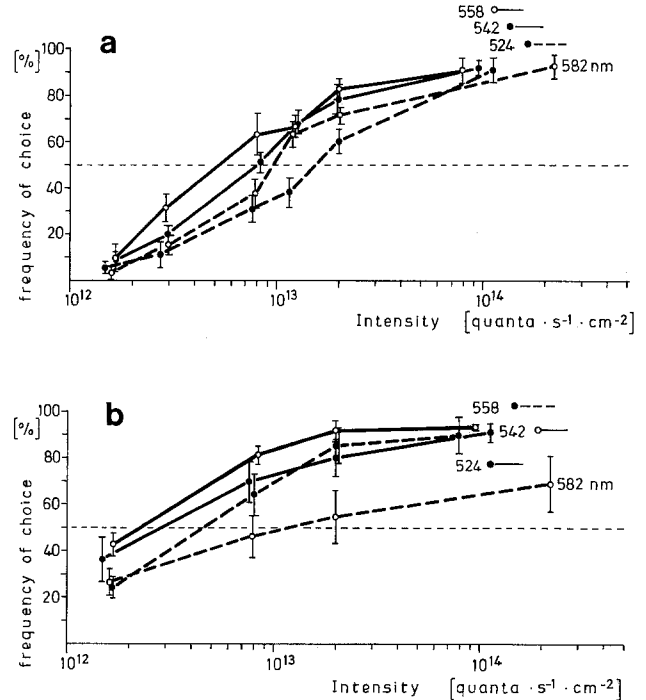 a
558
542
524
582 nm
[%]
100
80
60
40
20
frequency of choice
10¹² 10¹³ 10¹⁴
Intensity [quanta · s⁻¹ · cm⁻²]
b
558
542
524
582 nm
[%]
100
80
60
40
20
frequency of choice
10¹² 10¹³ 10¹⁴
Intensity [quanta · s⁻¹ · cm⁻²]